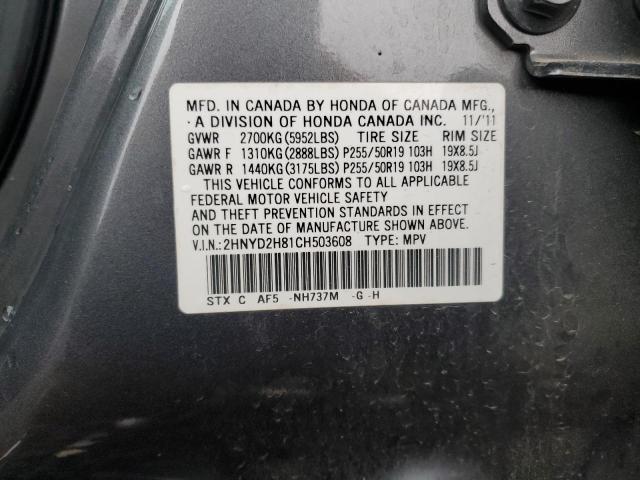 MFD. IN CANADA BY HONDA OF CANADA MFG.,
· A DIVISION OF HONDA CANADA INC. 11/'11
GVWR 2700KG(5952LBS) TIRE SIZE RIM SIZE
GAWR F 1310KG(2888LBS) P255/50R19 103H 19X8.5J
GAWR R 1440KG(3175LBS) P255/50R19 103H 19X8.5J
THIS VEHICLE CONFORMS TO ALL APPLICABLE
FEDERAL MOTOR VEHICLE SAFETY
AND THEFT PREVENTION STANDARDS IN EFFECT
ON THE DATE OF MANUFACTURE SHOWN ABOVE.
V.I.N.:2HNYD2H81CH503608 TYPE: MPV
STX C AF5 -NH737M -G -H